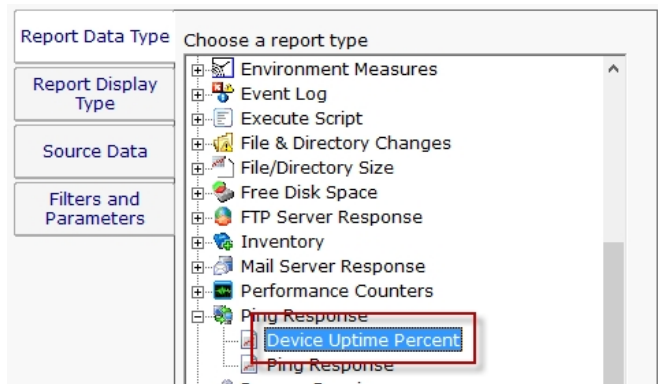 Report Data Type
Choose a report type
Report Display
Type
Source Data
Filters and
Parameters
Environment Measures
Event Log
Execute Script
File & Directory Changes
File/Directory Size
Free Disk Space
FTP Server Response
Inventory
Mail Server Response
Performance Counters
Ping Response
Device Uptime Percent
Ping Response